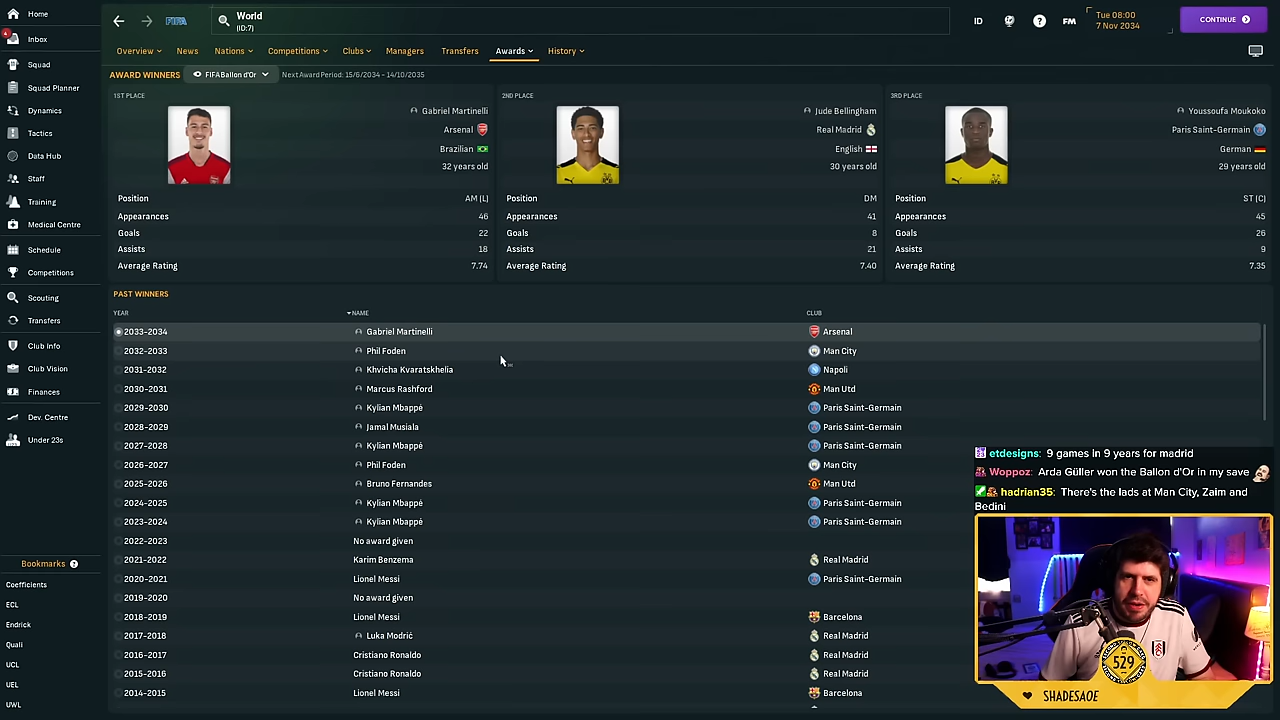 Home
Inbox
Squad
Squad Planner
Dynamics
Tactics
Data Hub
Staff
Training
Medical Centre
Schedule
Competitions
Scouting
Transfers
Club Info
Club Vision
Finances
Dev. Centre
Under 23s
Bookmarks ?
Coefficients
ECL
Endrick
Quali
UCL
UEL
UWL
FIFA
World
(ID:7)
ID
?
FM
Tue 08:00
7 Nov 2034
CONTINUE
Overview News Nations Competitions Clubs Managers Transfers Awards History
AWARD WINNERS FIFA Ballon d'Or Next Award Period: 15/6/2034 - 14/10/2035
1ST PLACE
Gabriel Martinelli
Arsenal
Brazilian
32 years old
Position AM (L)
Appearances 46
Goals 22
Assists 18
Average Rating 7.74
2ND PLACE
Jude Bellingham
Real Madrid
English
30 years old
Position DM
Appearances 41
Goals 8
Assists 21
Average Rating 7.40
3RD PLACE
Youssoufa Moukoko
Paris Saint-Germain
German
29 years old
Position ST (C)
Appearances 45
Goals 26
Assists 9
Average Rating 7.35
PAST WINNERS
YEAR NAME CLUB
2033-2034 Gabriel Martinelli Arsenal
2032-2033 Phil Foden Man City
2031-2032 Khvicha Kvaratskhelia Napoli
2030-2031 Marcus Rashford Man Utd
2029-2030 Kylian Mbappé Paris Saint-Germain
2028-2029 Jamal Musiala Paris Saint-Germain
2027-2028 Kylian Mbappé Paris Saint-Germain
2026-2027 Phil Foden Man City
2025-2026 Bruno Fernandes Man Utd
2024-2025 Kylian Mbappé Paris Saint-Germain
2023-2024 Kylian Mbappé Paris Saint-Germain
2022-2023 No award given
2021-2022 Karim Benzema Real Madrid
2020-2021 Lionel Messi Paris Saint-Germain
2019-2020 No award given
2018-2019 Lionel Messi Barcelona
2017-2018 Luka Modrić Real Madrid
2016-2017 Cristiano Ronaldo Real Madrid
2015-2016 Cristiano Ronaldo Real Madrid
2014-2015 Lionel Messi Barcelona
etdesigns: 9 games in 9 years for madrid
Woppoz: Arda Güller won the Ballon d'Or in my save
hadrian35: There's the lads at Man City, Zaim and
Bedini
529
SHADES4OE